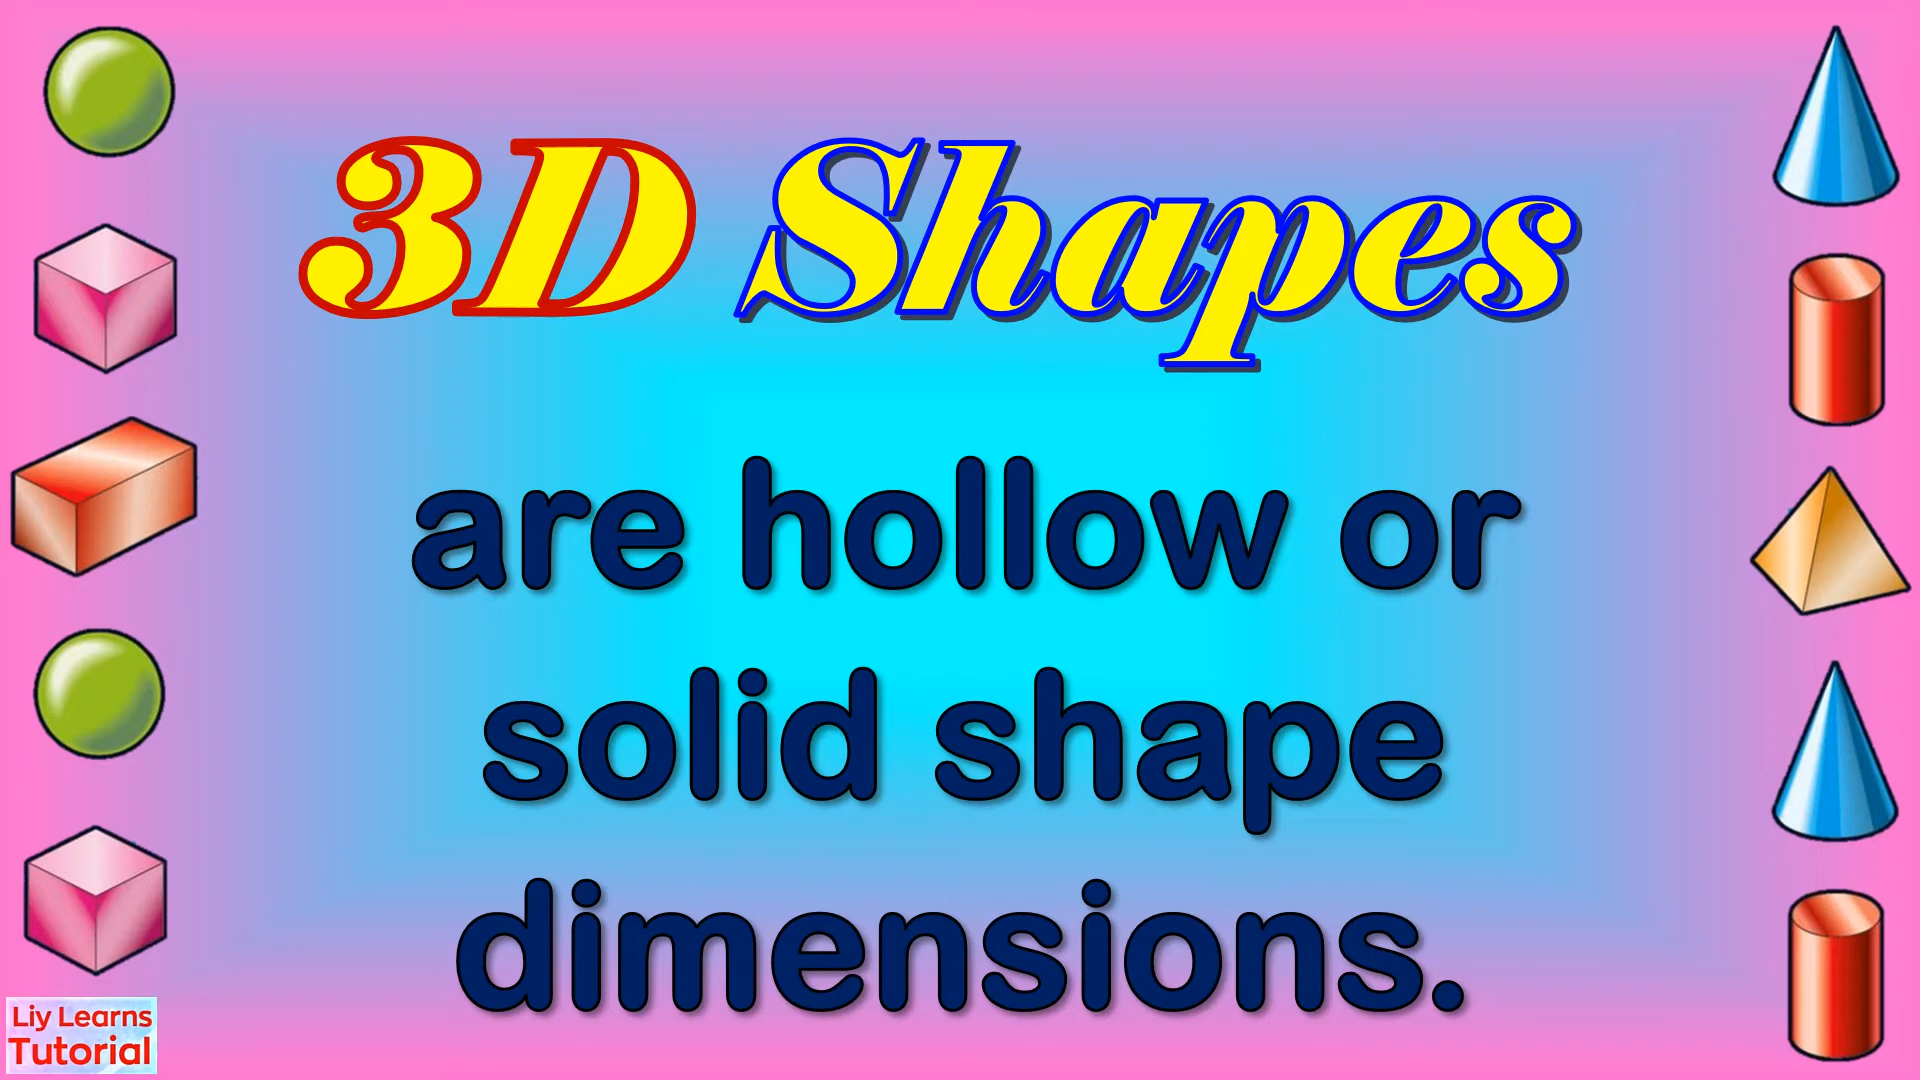 3D Shapes
are hollow or
solid shape
dimensions.
Liy Learns
Tutorial